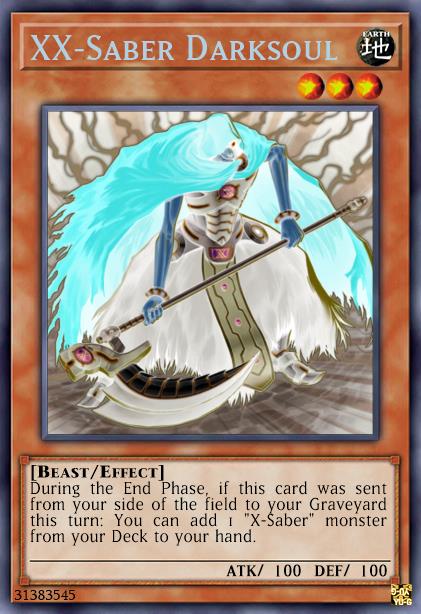 XX-Saber Darksoul
EARTH
地
[Beast/Effect]
During the End Phase, if this card was sent
from your side of the field to your Graveyard
this turn: You can add 1 "X-Saber" monster
from your Deck to your hand.
ATK/ 100 DEF/ 100
31383545